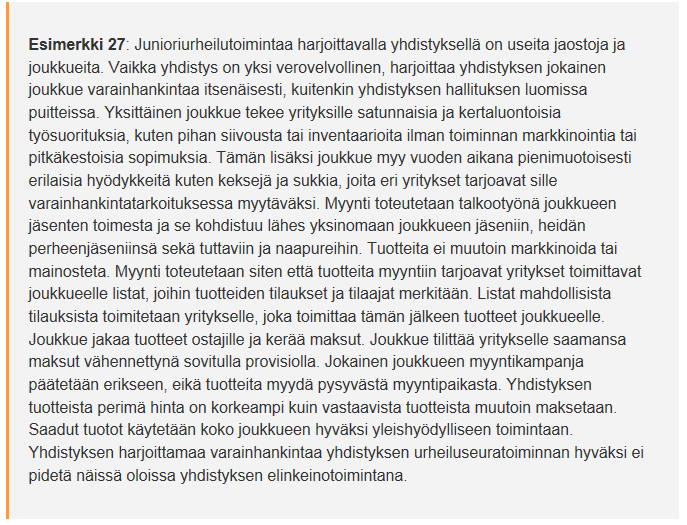 Esimerkki 27: Junioriurheilutoimintaa harjoittavalla yhdistyksellä on useita jaostoja ja
joukkueita. Vaikka yhdistys on yksi verovelvollinen, harjoittaa yhdistyksen jokainen
joukkue varainhankintaa itsenäisesti, kuitenkin yhdistyksen hallituksen luomissa
puitteissa. Yksittäinen joukkue tekee yrityksille satunnaisia ja kertaluontoisia
työsuorituksia, kuten pihan siivousta tai inventaarioita ilman toiminnan markkinointia tai
pitkäkestoisia sopimuksia. Tämän lisäksi joukkue myy vuoden aikana pienimuotoisesti
erilaisia hyödykkeitä kuten keksejä ja sukkia, joita eri yritykset tarjoavat sille
varainhankintatarkoituksessa myytäväksi. Myynti toteutetaan talkootyönä joukkueen
jäsenten toimesta ja se kohdistuu lähes yksinomaan joukkueen jäseniin, heidän
perheenjäseniinsä sekä tuttaviin ja naapureihin. Tuotteita ei muutoin markkinoida tai
mainosteta. Myynti toteutetaan siten että tuotteita myyntiin tarjoavat yritykset toimittavat
joukkueelle listat, joihin tuotteiden tilaukset ja tilaajat merkitään. Listat mahdollisista
tilauksista toimitetaan yritykselle, joka toimittaa tämän jälkeen tuotteet joukkueelle.
Joukkue jakaa tuotteet ostajille ja kerää maksut. Joukkue tilittää yritykselle saamansa
maksut vähennettynä sovitulla provisiolla. Jokainen joukkueen myyntikampanja
päätetään erikseen, eikä tuotteita myydä pysyvästä myyntipaikasta. Yhdistyksen
tuotteista perimä hinta on korkeampi kuin vastaavista tuotteista muutoin maksetaan.
Saadut tuotot käytetään koko joukkueen hyväksi yleishyödylliseen toimintaan.
Yhdistyksen harjoittamaa varainhankintaa yhdistyksen urheiluseuratoiminnan hyväksi ei
pidetä näissä oloissa yhdistyksen elinkeinotoimintana.